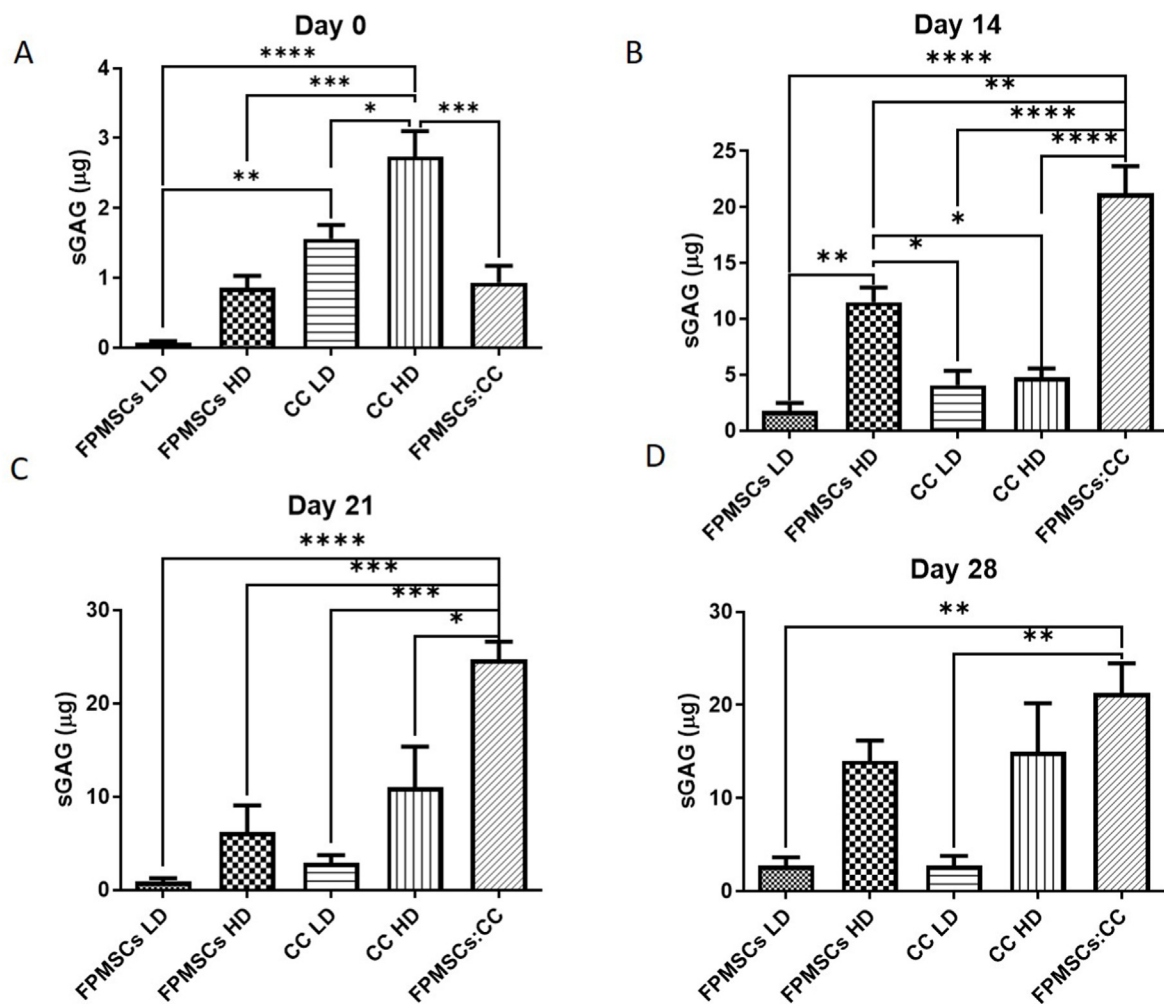 A
Day 0
****
***
* ***
**
4
3
2
1
0
sGAG (µg)
FPMSCs LD
FPMSCs HD
CC LD
CC HD
FPMSCs:CC
B
Day 14
****
**
****
****
*
*
**
25
20
15
10
5
0
sGAG (µg)
FPMSCs LD
FPMSCs HD
CC LD
CC HD
FPMSCs:CC
C
Day 21
****
***
***
*
30
20
10
0
sGAG (µg)
FPMSCs LD
FPMSCs HD
CC LD
CC HD
FPMSCs:CC
D
Day 28
**
**
30
20
10
0
sGAG (µg)
FPMSCs LD
FPMSCs HD
CC LD
CC HD
FPMSCs:CC